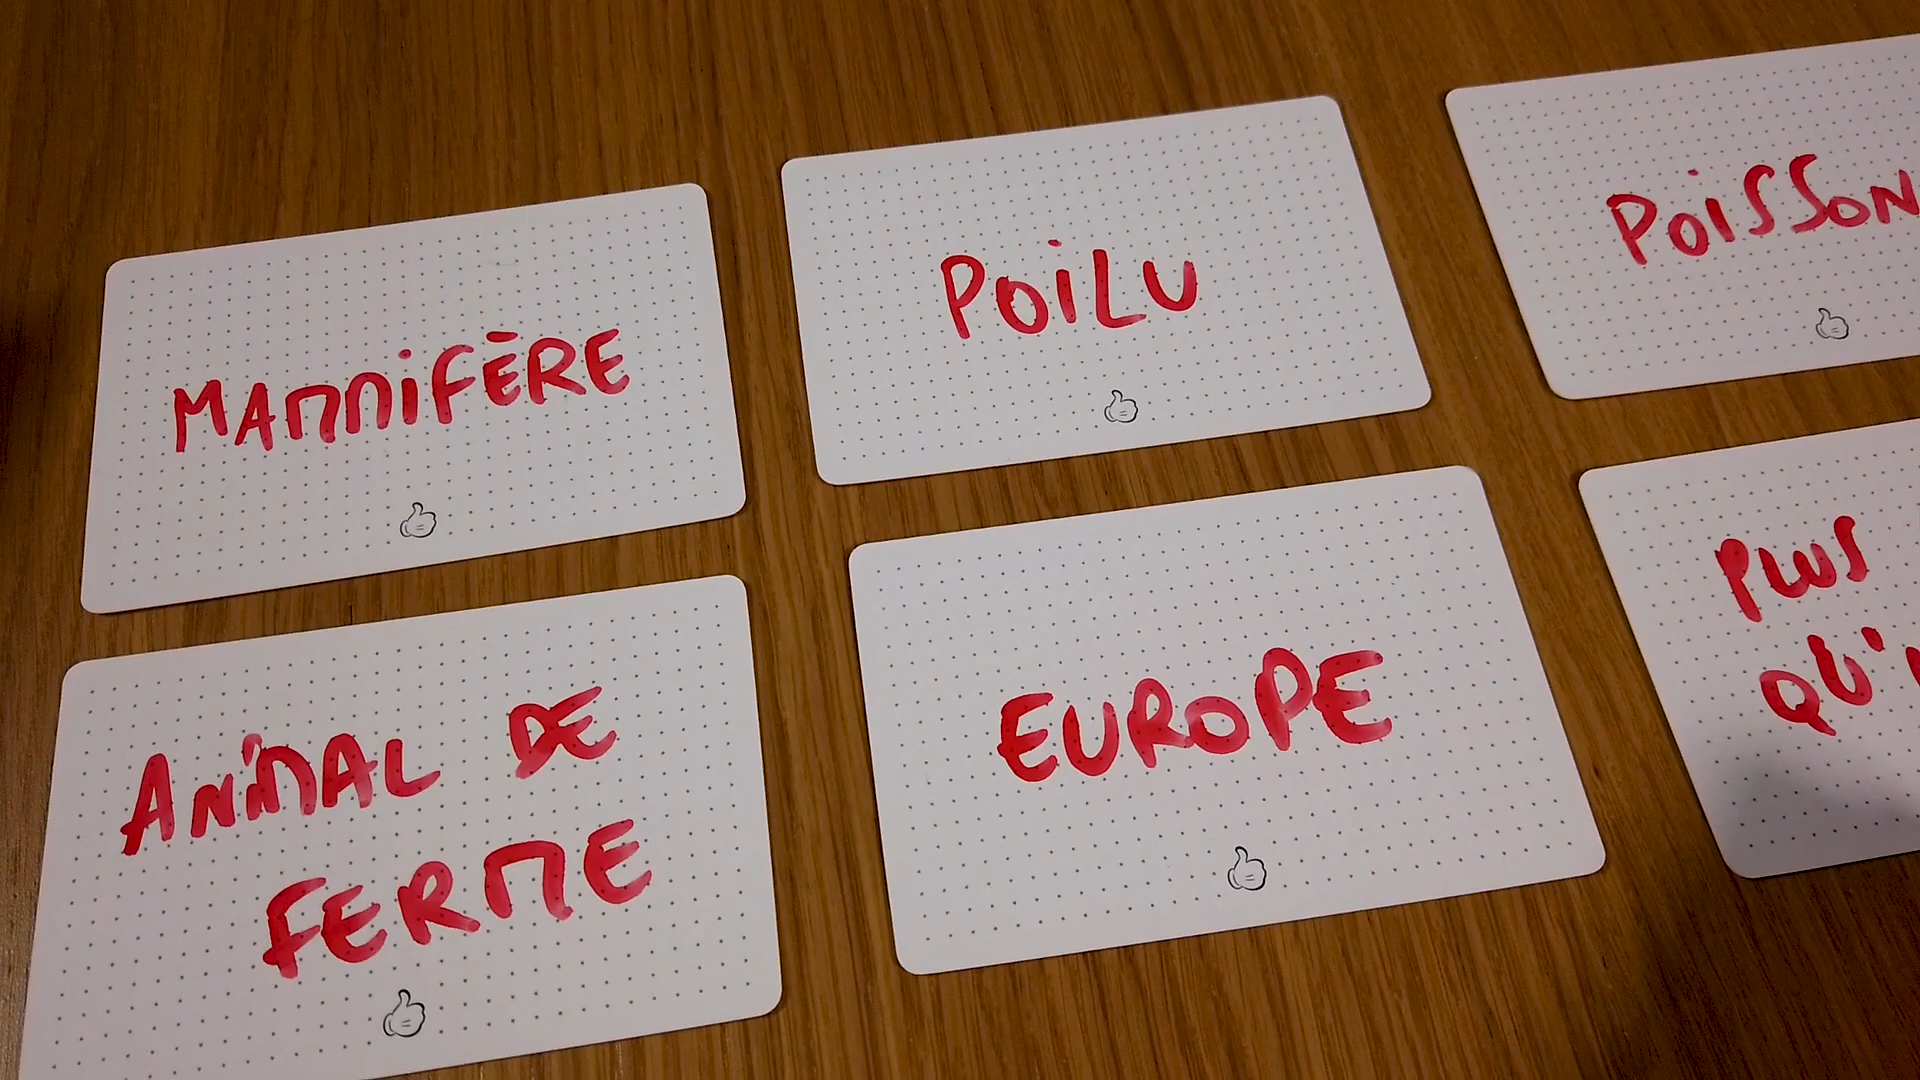 MAMMIFÈRE
POILU
POISSON
ANIMAL DE
FERME
EUROPE
PLUS